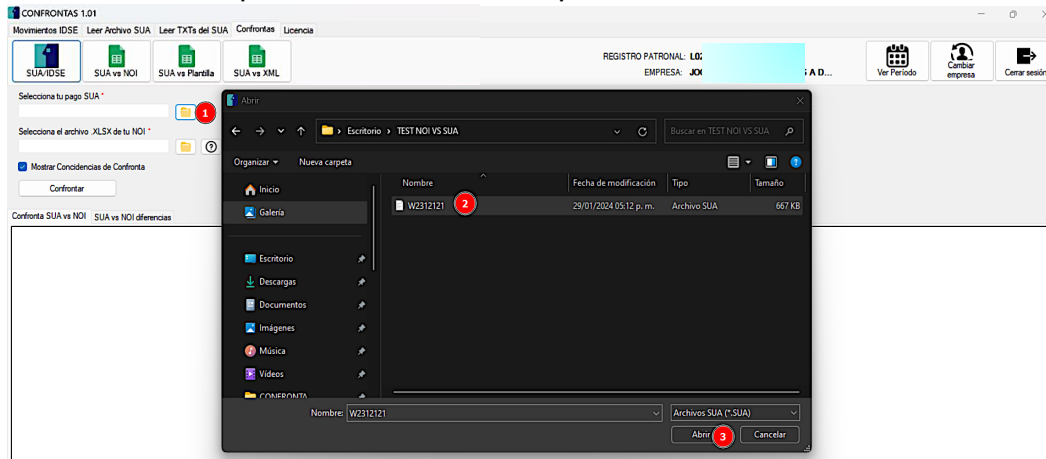 CONFRONTAS 1.01
Movimientos IDSE Leer Archivo SUA Leer TXTs del SUA Confrontas Licencia
SUA/IDSE SUA vs NOI SUA vs Plantilla SUA vs XML
REGISTRO PATRONAL:
EMPRESA: S A D...
Ver Periodo Cambiar empresa Cerrar sesión
Selecciona tu pago SUA *
1
Selecciona el archivo .XLSX de tu NOI *
Mostrar Concidencias de Confronta
Confrontar
Confronta SUA vs NOI SUA vs NOI diferencias
Abrir
Escritorio TEST NOI VS SUA Buscar en TEST NOI VS SUA
Organizar Nueva carpeta
Nombre Fecha de modificación Tipo Tamaño
W2312121 2 29/01/2024 05:12 p. m. Archivo SUA 667 KB
Inicio
Galería
Escritorio
Descargas
Documentos
Imágenes
Música
Vídeos
CONFRONTA
Nombre: W2312121 Archivos SUA (*.SUA)
Abrir 3 Cancelar